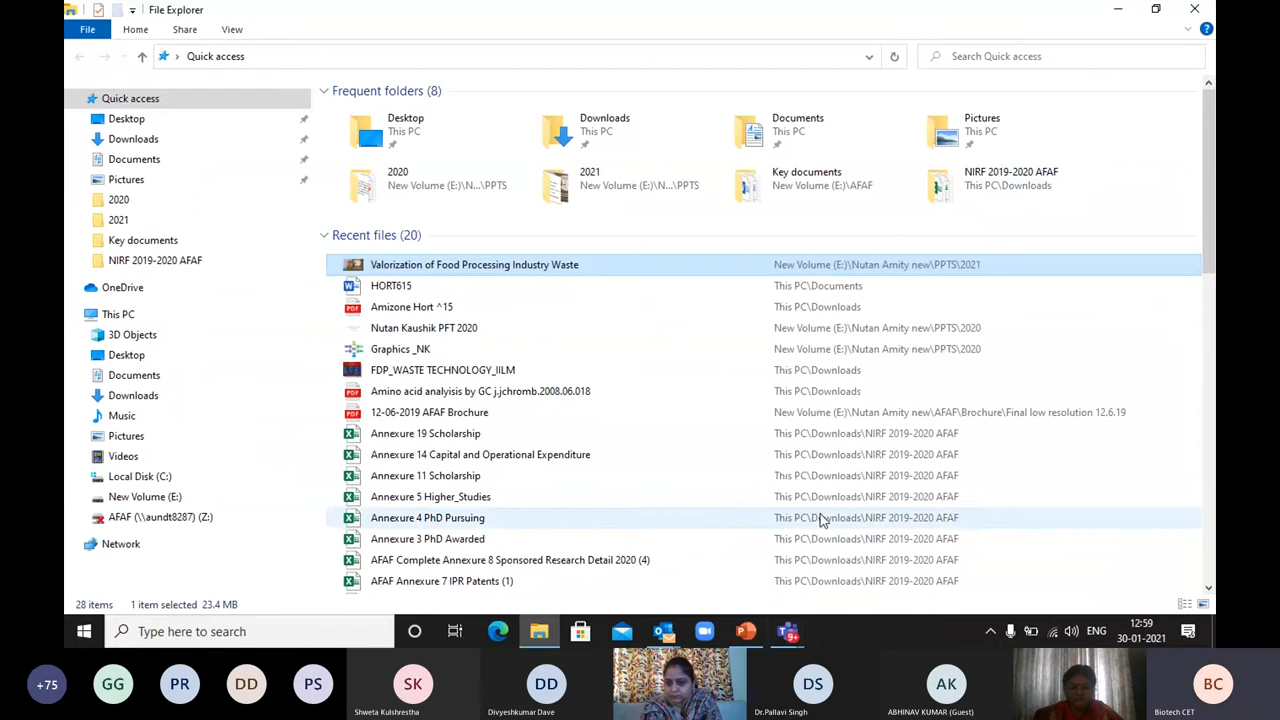 File Explorer
File Home Share View
Quick access
Search Quick access
Quick access
Desktop
Downloads
Documents
Pictures
2020
2021
Key documents
NIRF 2019-2020 AFAF
OneDrive
This PC
3D Objects
Desktop
Documents
Downloads
Music
Pictures
Videos
Local Disk (C:)
New Volume (E:)
AFAF (\\aundt8287) (Z:)
Network
Frequent folders (8)
Desktop
This PC
Downloads
This PC
Documents
This PC
Pictures
This PC
2020
New Volume (E:)\N...\PPTS
2021
New Volume (E:)\N...\PPTS
Key documents
New Volume (E:)\AFAF
NIRF 2019-2020 AFAF
This PC\Downloads
Recent files (20)
Valorization of Food Processing Industry Waste New Volume (E:)\Nutan Amity new\PPTS\2021
HORT615 This PC\Documents
Amizone Hort ^15 This PC\Downloads
Nutan Kaushik PFT 2020 New Volume (E:)\Nutan Amity new\PPTS\2020
Graphics _NK New Volume (E:)\Nutan Amity new\PPTS\2020
FDP_WASTE TECHNOLOGY_IILM This PC\Downloads
Amino acid analyisis by GC j.jchromb.2008.06.018 This PC\Downloads
12-06-2019 AFAF Brochure New Volume (E:)\Nutan Amity new\AFAF\Brochure\Final low resolution 12.6.19
Annexure 19 Scholarship This PC\Downloads\NIRF 2019-2020 AFAF
Annexure 14 Capital and Operational Expenditure This PC\Downloads\NIRF 2019-2020 AFAF
Annexure 11 Scholarship This PC\Downloads\NIRF 2019-2020 AFAF
Annexure 5 Higher_Studies This PC\Downloads\NIRF 2019-2020 AFAF
Annexure 4 PhD Pursuing This PC\Downloads\NIRF 2019-2020 AFAF
Annexure 3 PhD Awarded This PC\Downloads\NIRF 2019-2020 AFAF
AFAF Complete Annexure 8 Sponsored Research Detail 2020 (4) This PC\Downloads\NIRF 2019-2020 AFAF
AFAF Annexure 7 IPR Patents (1) This PC\Downloads\NIRF 2019-2020 AFAF
28 items 1 item selected 23.4 MB
Type here to search
9+
ENG
12:59
30-01-2021
+75 GG PR DD PS SK DD DS AK BC
Shweta Kulshrestha Divyeshkumar Dave Dr.Pallavi Singh ABHINAV KUMAR (Guest) Biotech CET